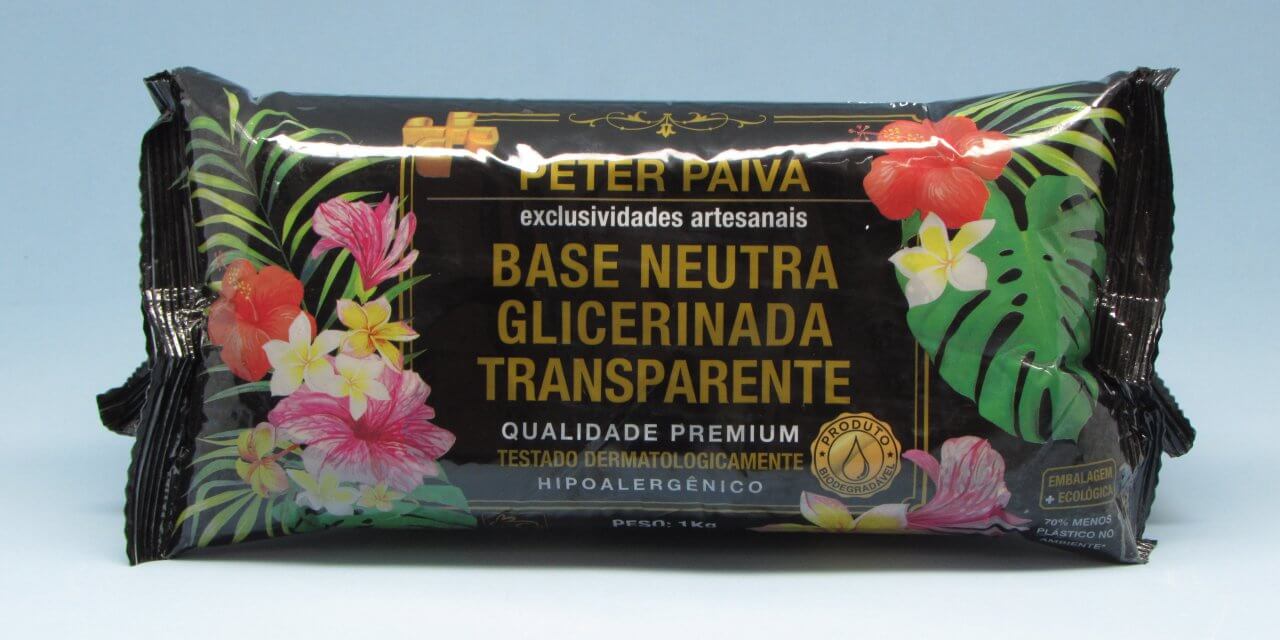 PETER PAIVA
exclusividades artesanais
BASE NEUTRA
GLICERINADA
TRANSPARENTE
QUALIDADE PREMIUM
TESTADO DERMATOLOGICAMENTE
HIPOALERGÊNICO
PESO: 1Kg
PRODUTO
BIODEGRADÁVEL
EMBALAGEM
+ ECOLÓGICA
70% MENOS
PLÁSTICO NO
AMBIENTE*